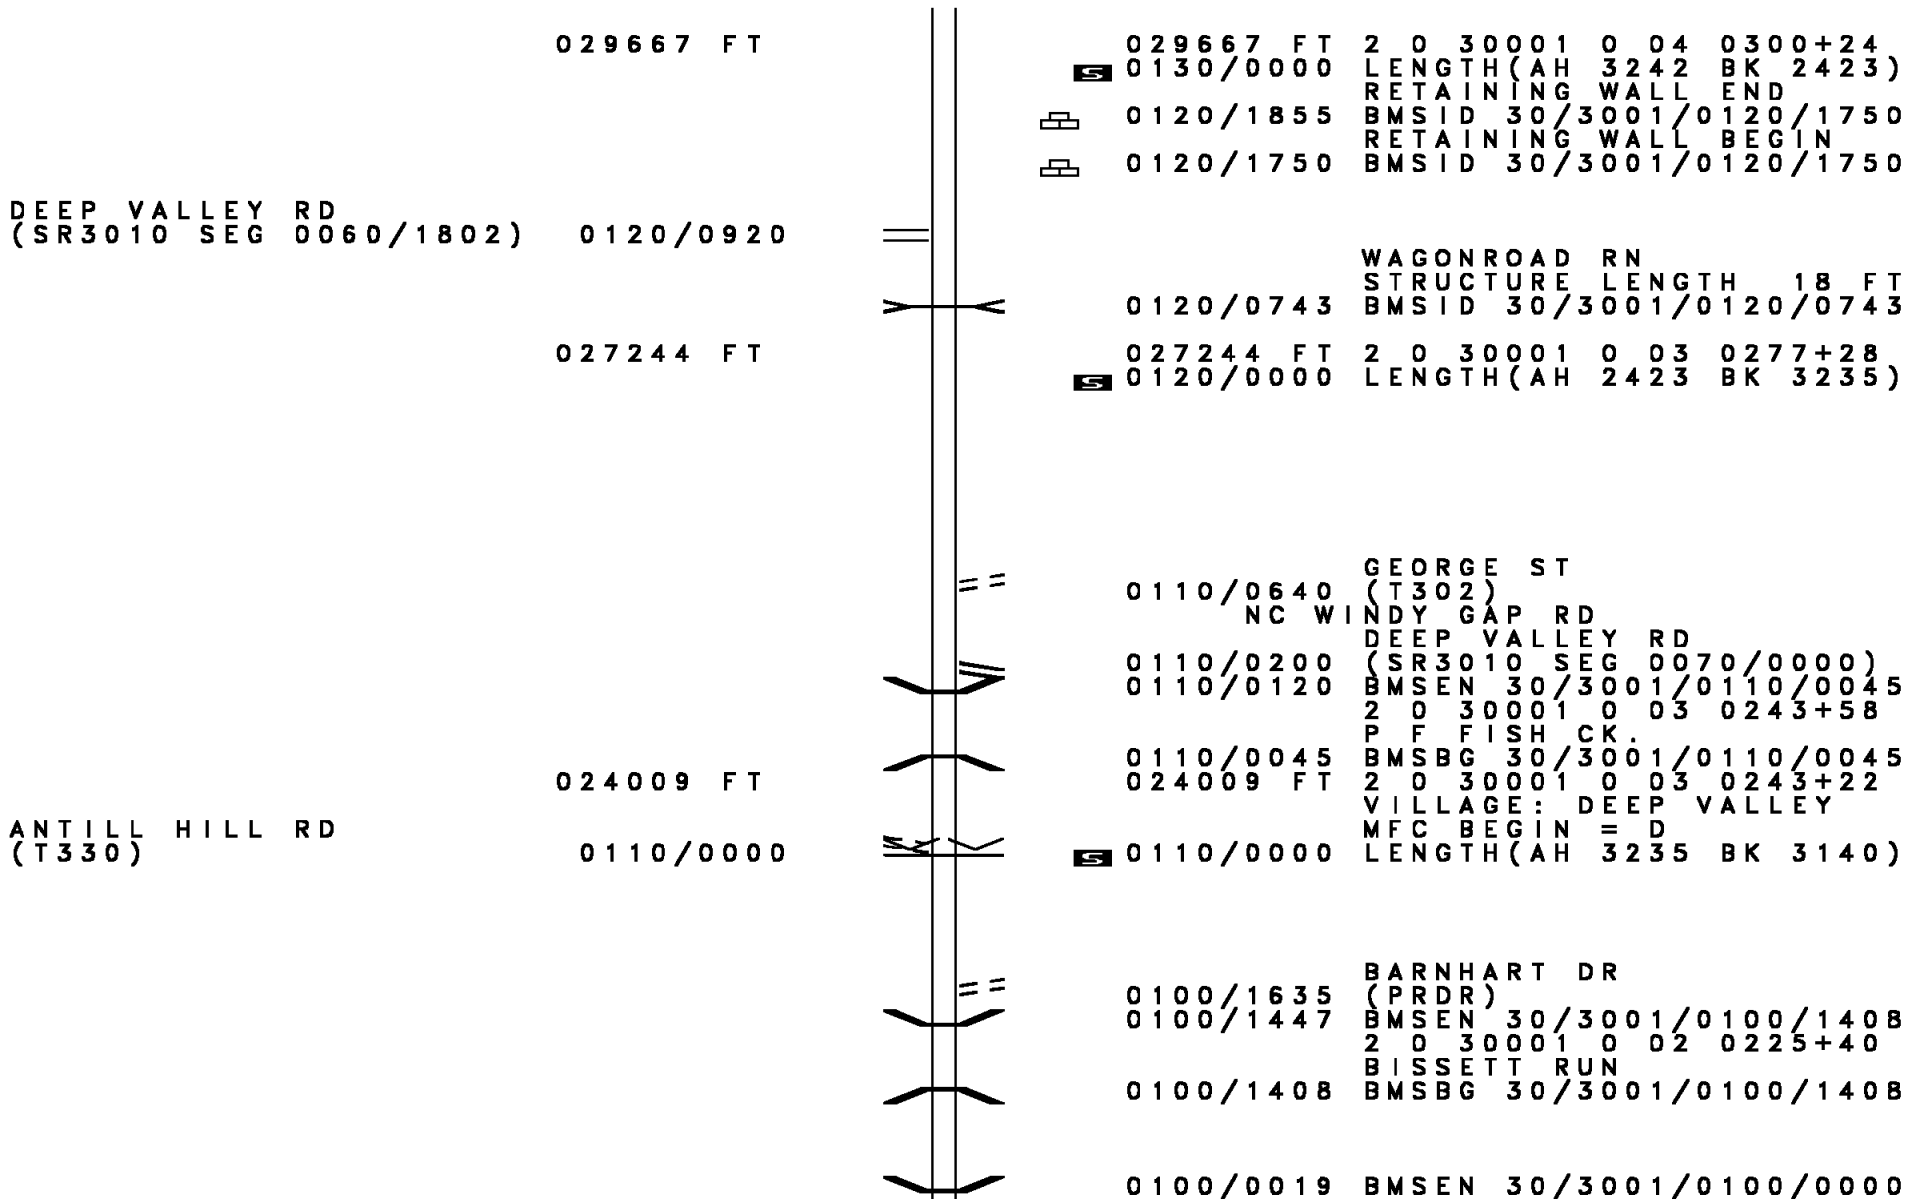 029667 FT 029667 FT 2 0 30001 0 04 0300+24
S 0130/0000 LENGTH(AH 3242 BK 2423)
RETAINING WALL END
0120/1855 BMSID 30/3001/0120/1750
RETAINING WALL BEGIN
0120/1750 BMSID 30/3001/0120/1750
DEEP VALLEY RD
(SR3010 SEG 0060/1802) 0120/0920
WAGONROAD RN
STRUCTURE LENGTH 18 FT
0120/0743 BMSID 30/3001/0120/0743
027244 FT 027244 FT 2 0 30001 0 03 0277+28
S 0120/0000 LENGTH(AH 2423 BK 3235)
GEORGE ST
0110/0640 (T302)
NC WINDY GAP RD
DEEP VALLEY RD
0110/0200 (SR3010 SEG 0070/0000)
0110/0120 BMSEN 30/3001/0110/0045
2 0 30001 0 03 0243+58
P F FISH CK.
0110/0045 BMSBG 30/3001/0110/0045
024009 FT 024009 FT 2 0 30001 0 03 0243+22
VILLAGE: DEEP VALLEY
ANTILL HILL RD MFC BEGIN = D
(T330) 0110/0000 S 0110/0000 LENGTH(AH 3235 BK 3140)
BARNHART DR
0100/1635 (PRDR)
0100/1447 BMSEN 30/3001/0100/1408
2 0 30001 0 02 0225+40
BISSETT RUN
0100/1408 BMSBG 30/3001/0100/1408
0100/0019 BMSEN 30/3001/0100/0000